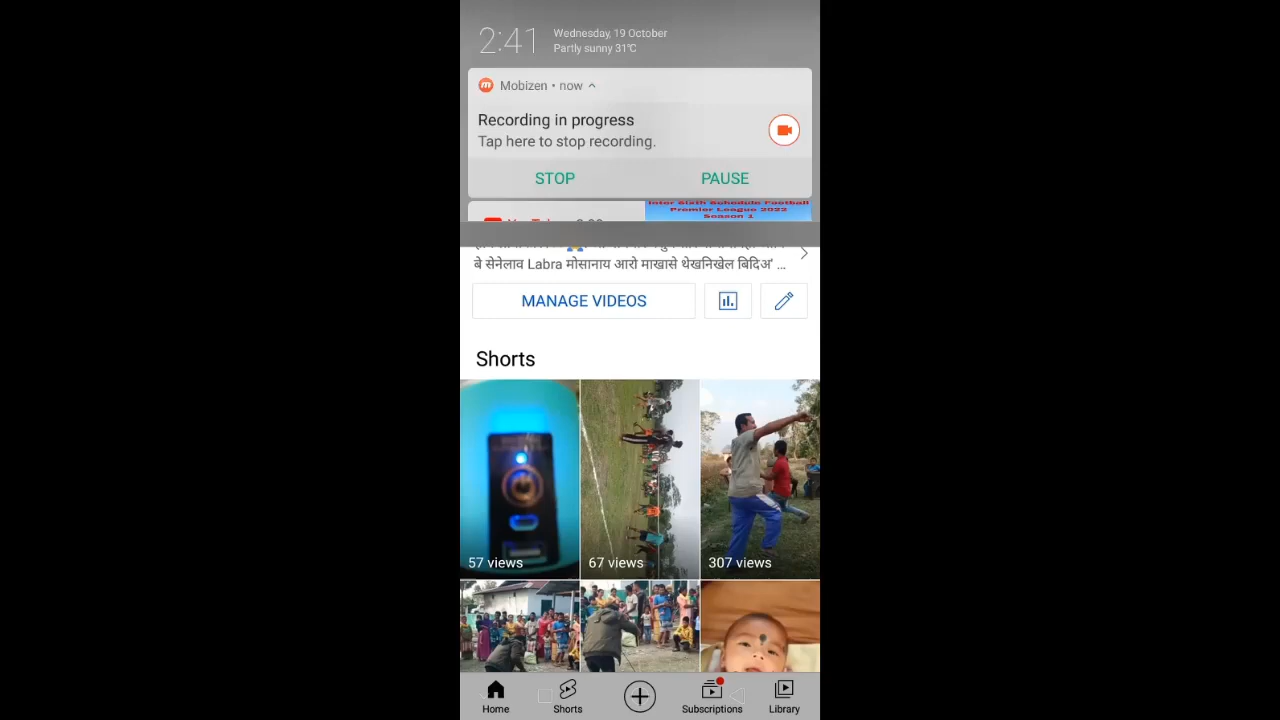 2:41
Wednesday, 19 October
Partly sunny 31℃
m Mobizen • now
Recording in progress
Tap here to stop recording.
STOP
PAUSE
Inter Sixth Schedule Football
Premier League 2022
Season 1
बे सेनेलाव Labra मोसानाय आरो माखासे थेखनिखेल बिदिअ' ...
MANAGE VIDEOS
Shorts
57 views
67 views
307 views
Home
Shorts
Subscriptions
Library